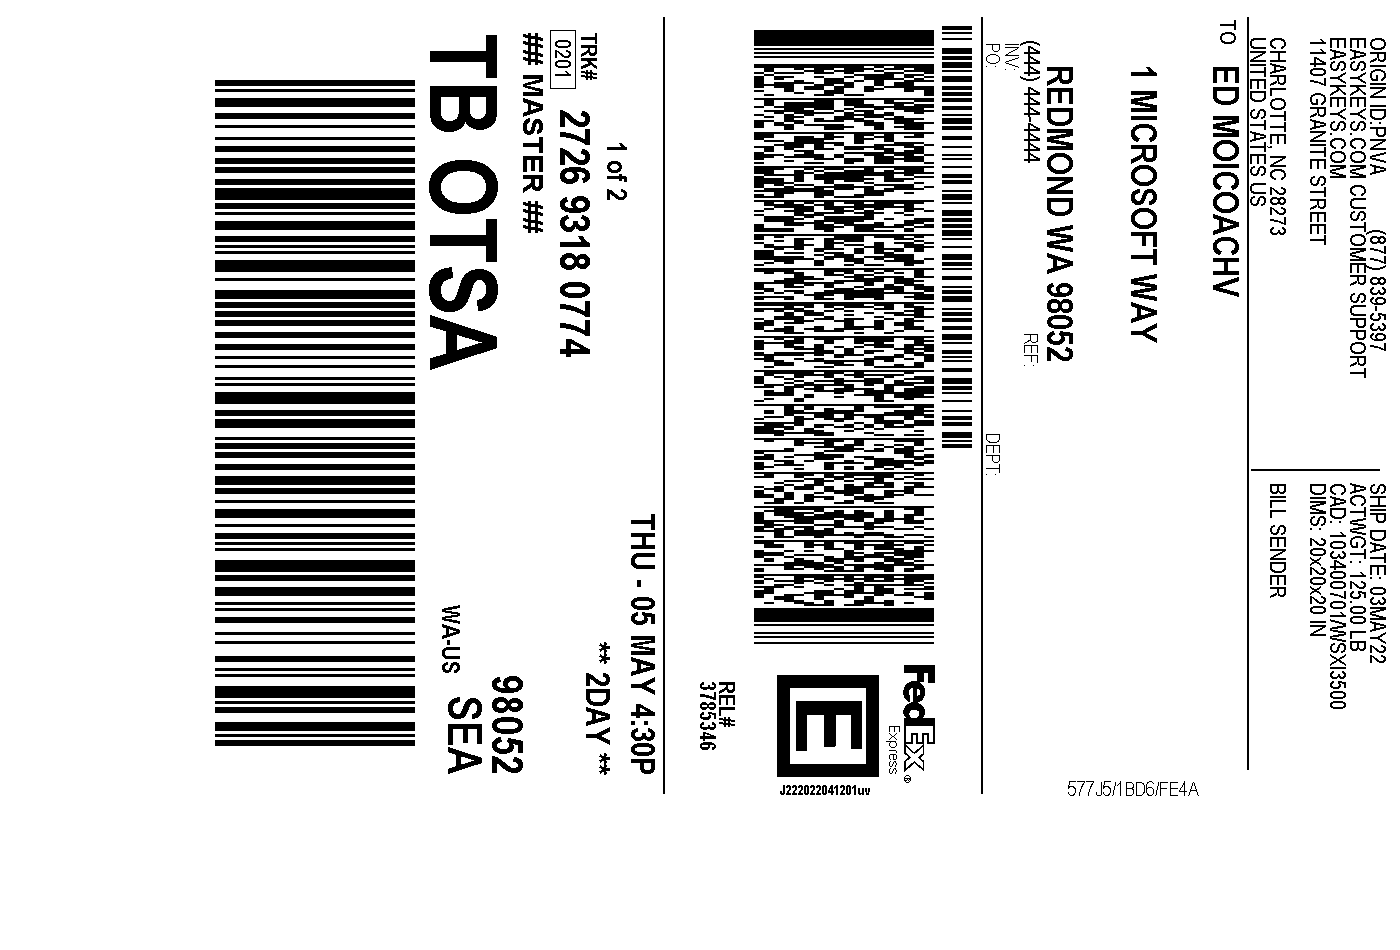 ORIGIN ID:PNVA (877) 839-5397
EASYKEYS.COM CUSTOMER SUPPORT
EASYKEYS.COM
11407 GRANITE STREET
CHARLOTTE, NC 28273
UNITED STATES US
SHIP DATE: 03MAY22
ACTWGT: 125.00 LB
CAD: 103400701/WSXI3500
DIMS: 20x20x20 IN
BILL SENDER
TO ED MOICOACHV
1 MICROSOFT WAY
REDMOND WA 98052
(444) 444-4444 REF:
INV:
PO: DEPT:
577J5/1BD6/FE4A
FedEx®
Express
E
J222022041201uv
REL#
3785346
THU - 05 MAY 4:30P
1 of 2 ** 2DAY **
TRK# 2726 9318 0774
0201
## MASTER ##
98052
TB OTSA WA-US SEA